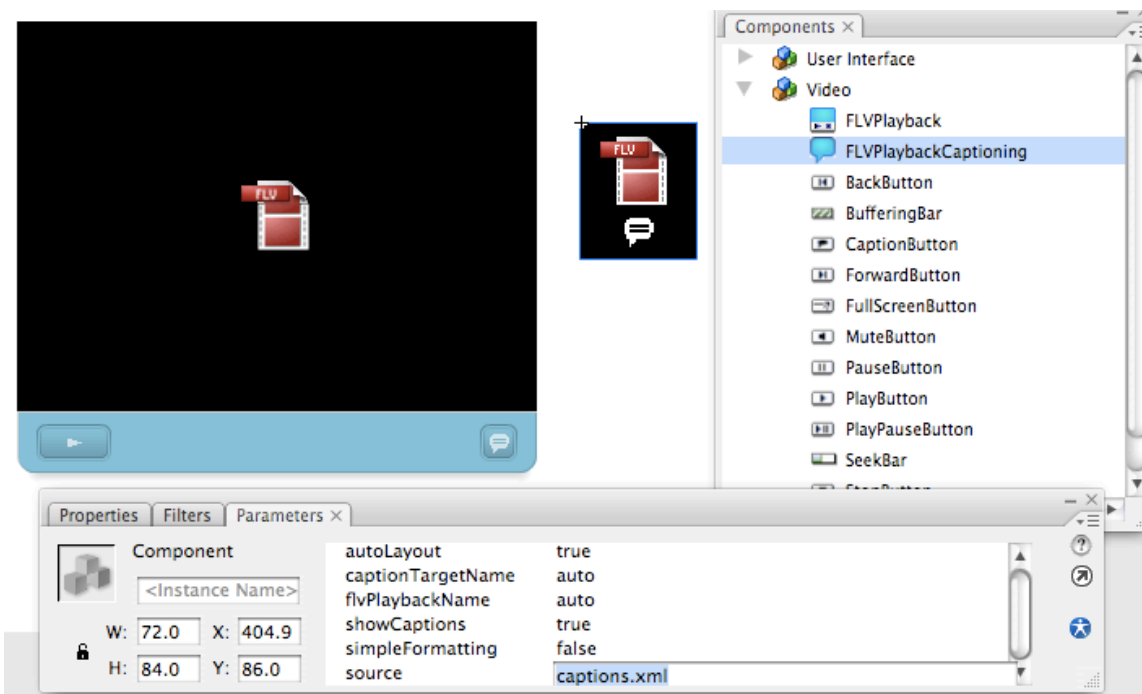 Components
User Interface
Video
FLVPlayback
FLVPlaybackCaptioning
BackButton
BufferingBar
CaptionButton
ForwardButton
FullScreenButton
MuteButton
PauseButton
PlayButton
PlayPauseButton
SeekBar
FLV
FLV
Properties Filters Parameters
Component
<Instance Name>
W: 72.0 X: 404.9
H: 84.0 Y: 86.0
autoLayout true
captionTargetName auto
flvPlaybackName auto
showCaptions true
simpleFormatting false
source captions.xml